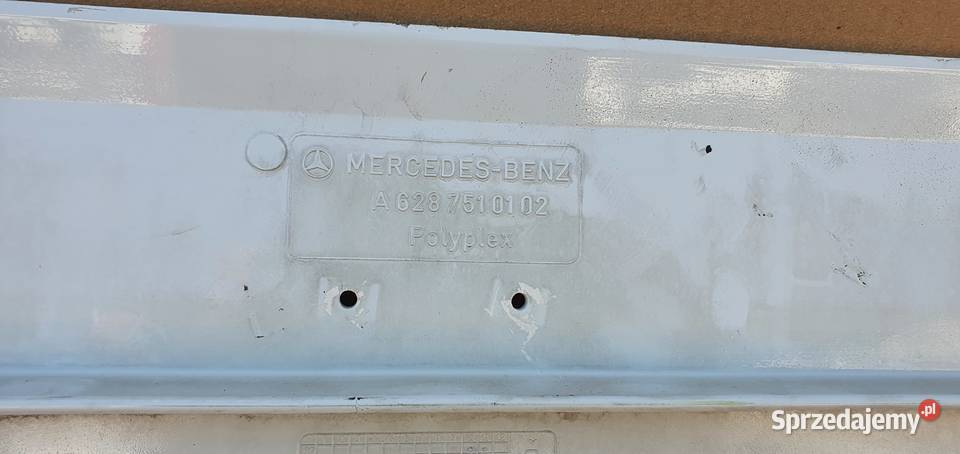 MERCEDES-BENZ
A 628 751 01 02
Polyplex
Sprzedajemy.pl